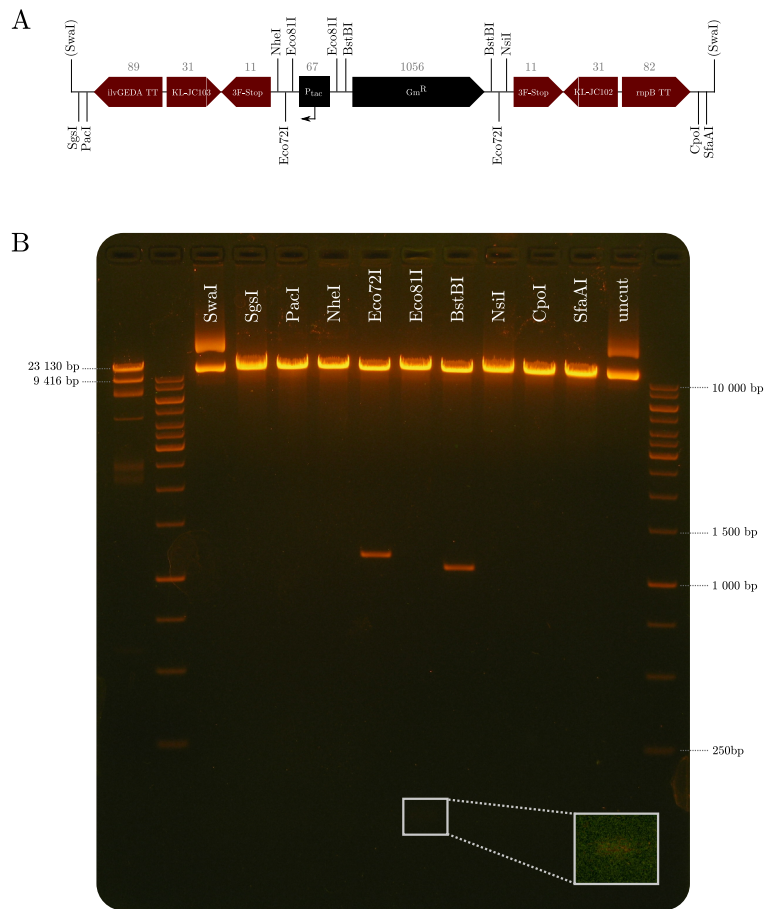 A
(SwaI)
NheI
Eco81I
Eco81I
BstBI
BstBI
NsiI
(SwaI)
89
31
11
67
1056
11
31
82
ilvGEDA TT
KL-JC103
3F-Stop
Ptac
GmR
3F-Stop
KL-JC102
rnpB TT
SgsI
PacI
Eco72I
Eco72I
CpoI
SfaAI
B
SwaI
SgsI
PacI
NheI
Eco72I
Eco81I
BstBI
NsiI
CpoI
SfaAI
uncut
23 130 bp
9 416 bp
10 000 bp
1 500 bp
1 000 bp
250bp